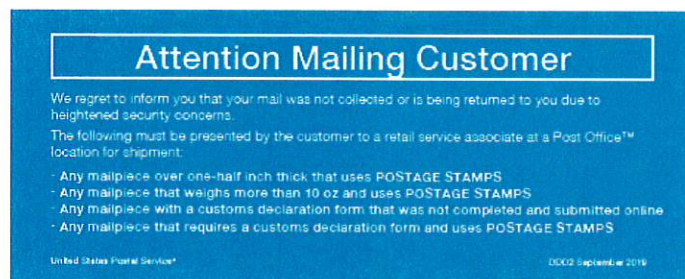 Attention Mailing Customer
We regret to inform you that your mail was not collected or is being returned to you due to
heightened security concerns.
The following must be presented by the customer to a retail service associate at a Post Office™
location for shipment:
- Any mailpiece over one-half inch thick that uses POSTAGE STAMPS
- Any mailpiece that weighs more than 10 oz and uses POSTAGE STAMPS
- Any mailpiece with a customs declaration form that was not completed and submitted online
- Any mailpiece that requires a customs declaration form and uses POSTAGE STAMPS
United States Postal Service®
DDD2 September 2019